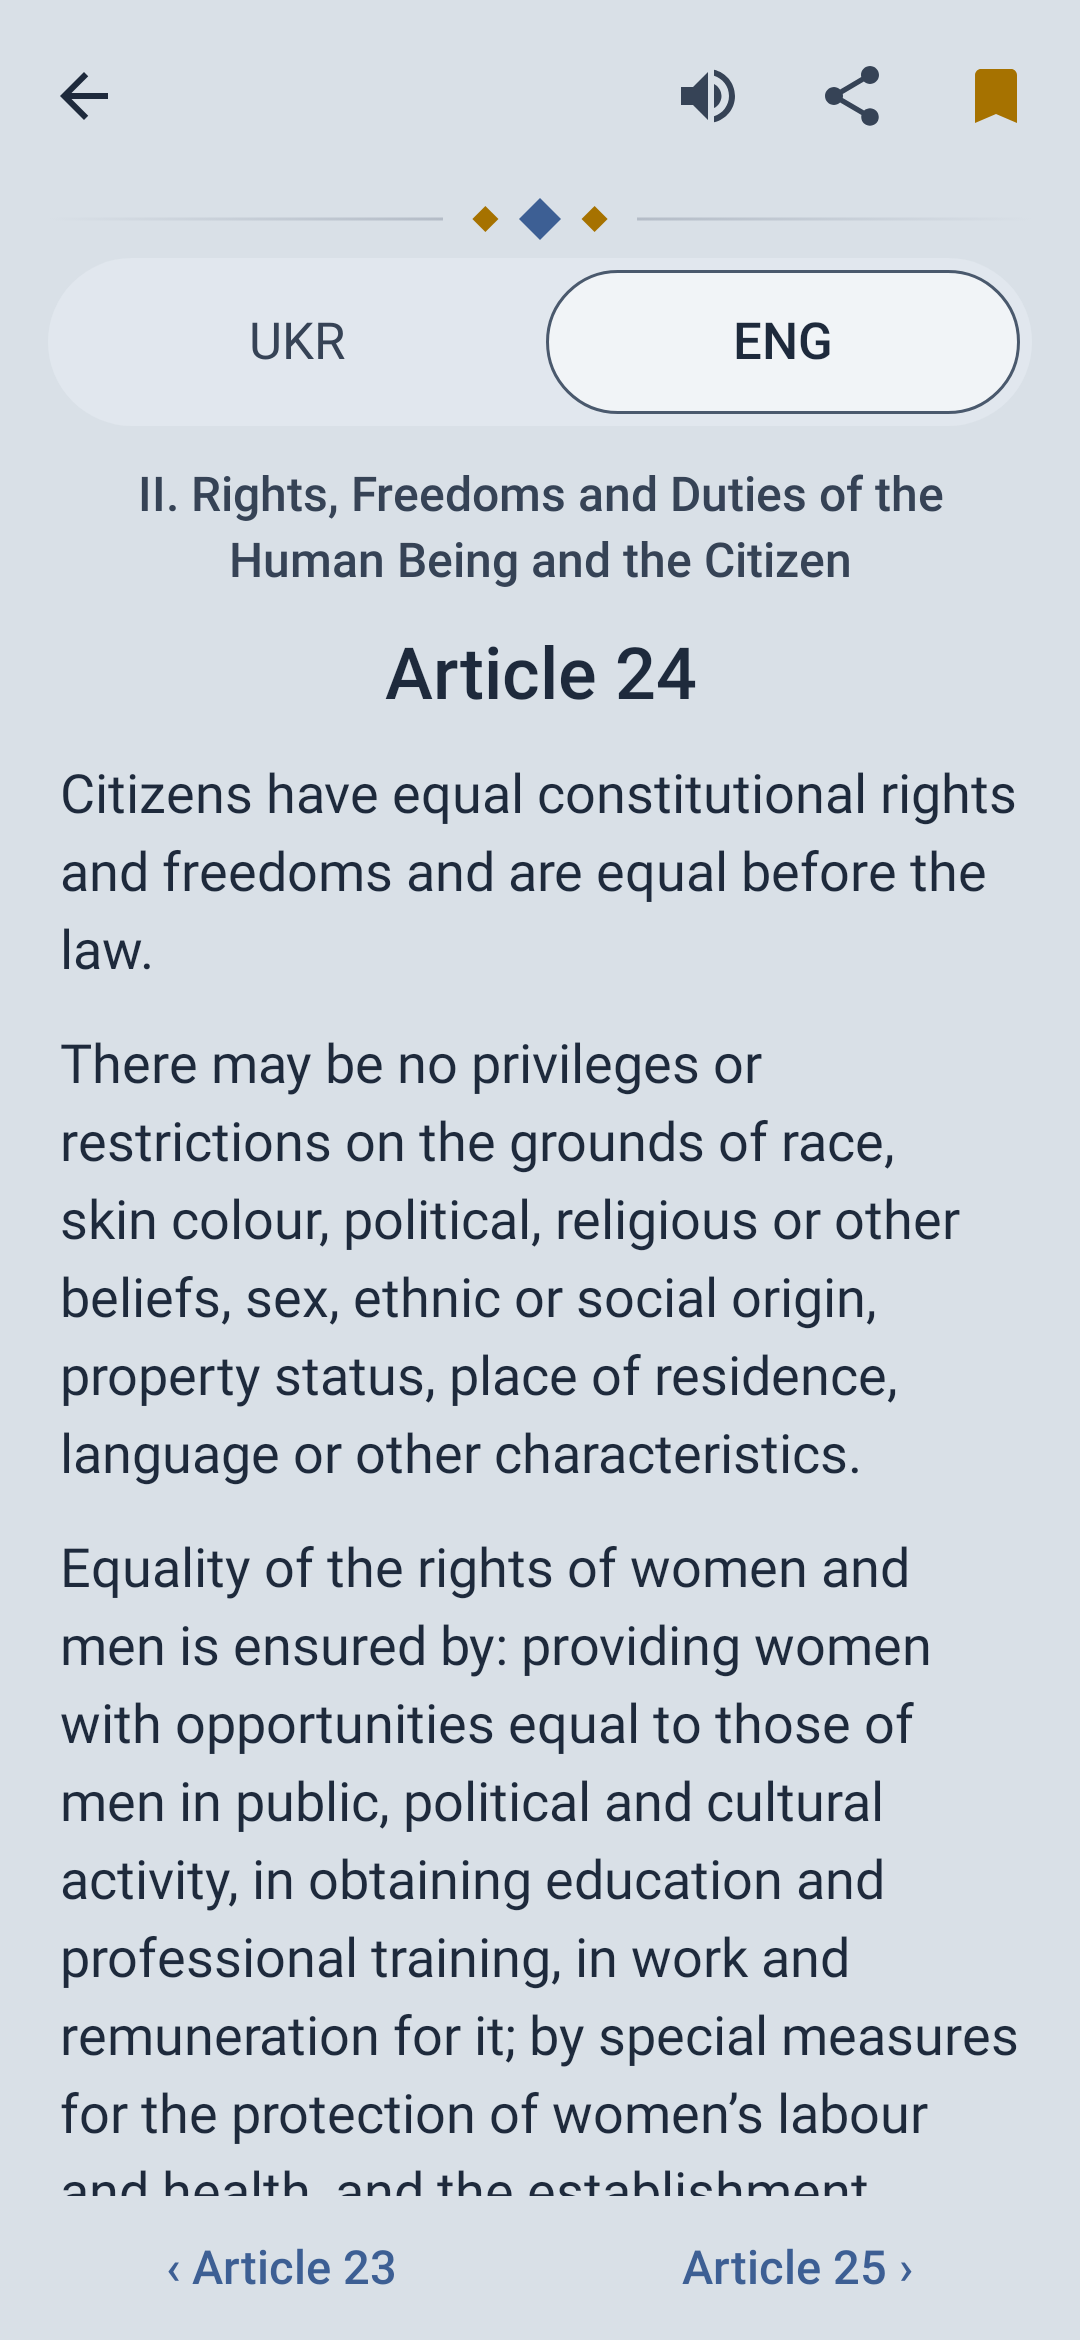 UKR
ENG
II. Rights, Freedoms and Duties of the
Human Being and the Citizen
Article 24
Citizens have equal constitutional rights
and freedoms and are equal before the
law.
There may be no privileges or
restrictions on the grounds of race,
skin colour, political, religious or other
beliefs, sex, ethnic or social origin,
property status, place of residence,
language or other characteristics.
Equality of the rights of women and
men is ensured by: providing women
with opportunities equal to those of
men in public, political and cultural
activity, in obtaining education and
professional training, in work and
remuneration for it; by special measures
for the protection of women’s labour
and health, and the establishment
‹ Article 23
Article 25 ›